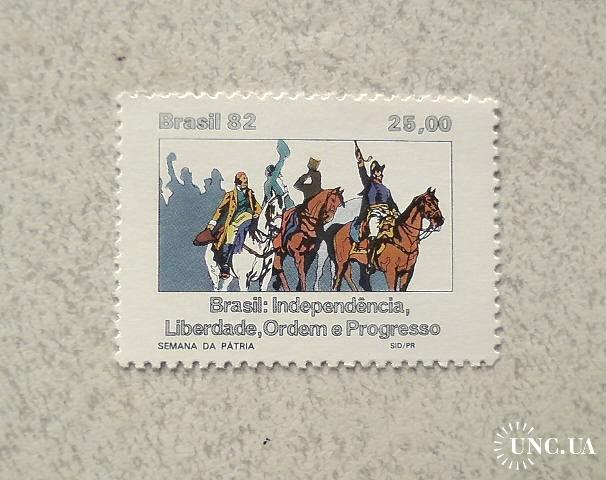 Brasil 82 25,00
Brasil: Independência,
Liberdade, Ordem e Progresso
SEMANA DA PÁTRIA SID/PR
UNC.UA